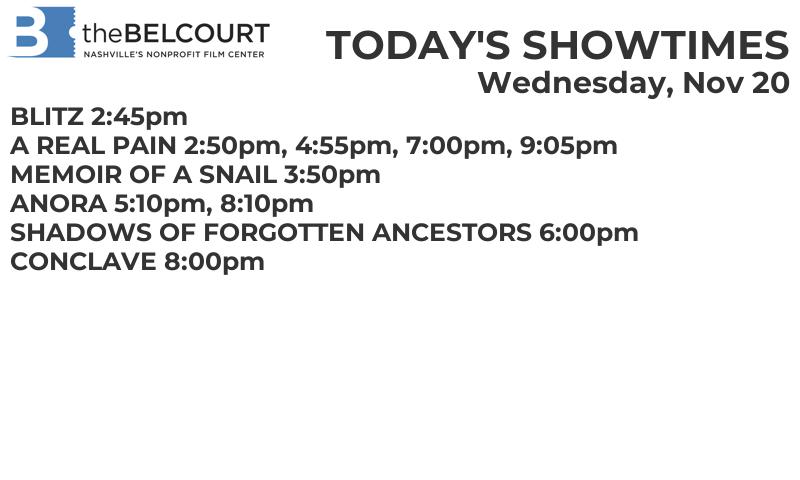 B theBELCOURT
NASHVILLE'S NONPROFIT FILM CENTER
TODAY'S SHOWTIMES
Wednesday, Nov 20
BLITZ 2:45pm
A REAL PAIN 2:50pm, 4:55pm, 7:00pm, 9:05pm
MEMOIR OF A SNAIL 3:50pm
ANORA 5:10pm, 8:10pm
SHADOWS OF FORGOTTEN ANCESTORS 6:00pm
CONCLAVE 8:00pm